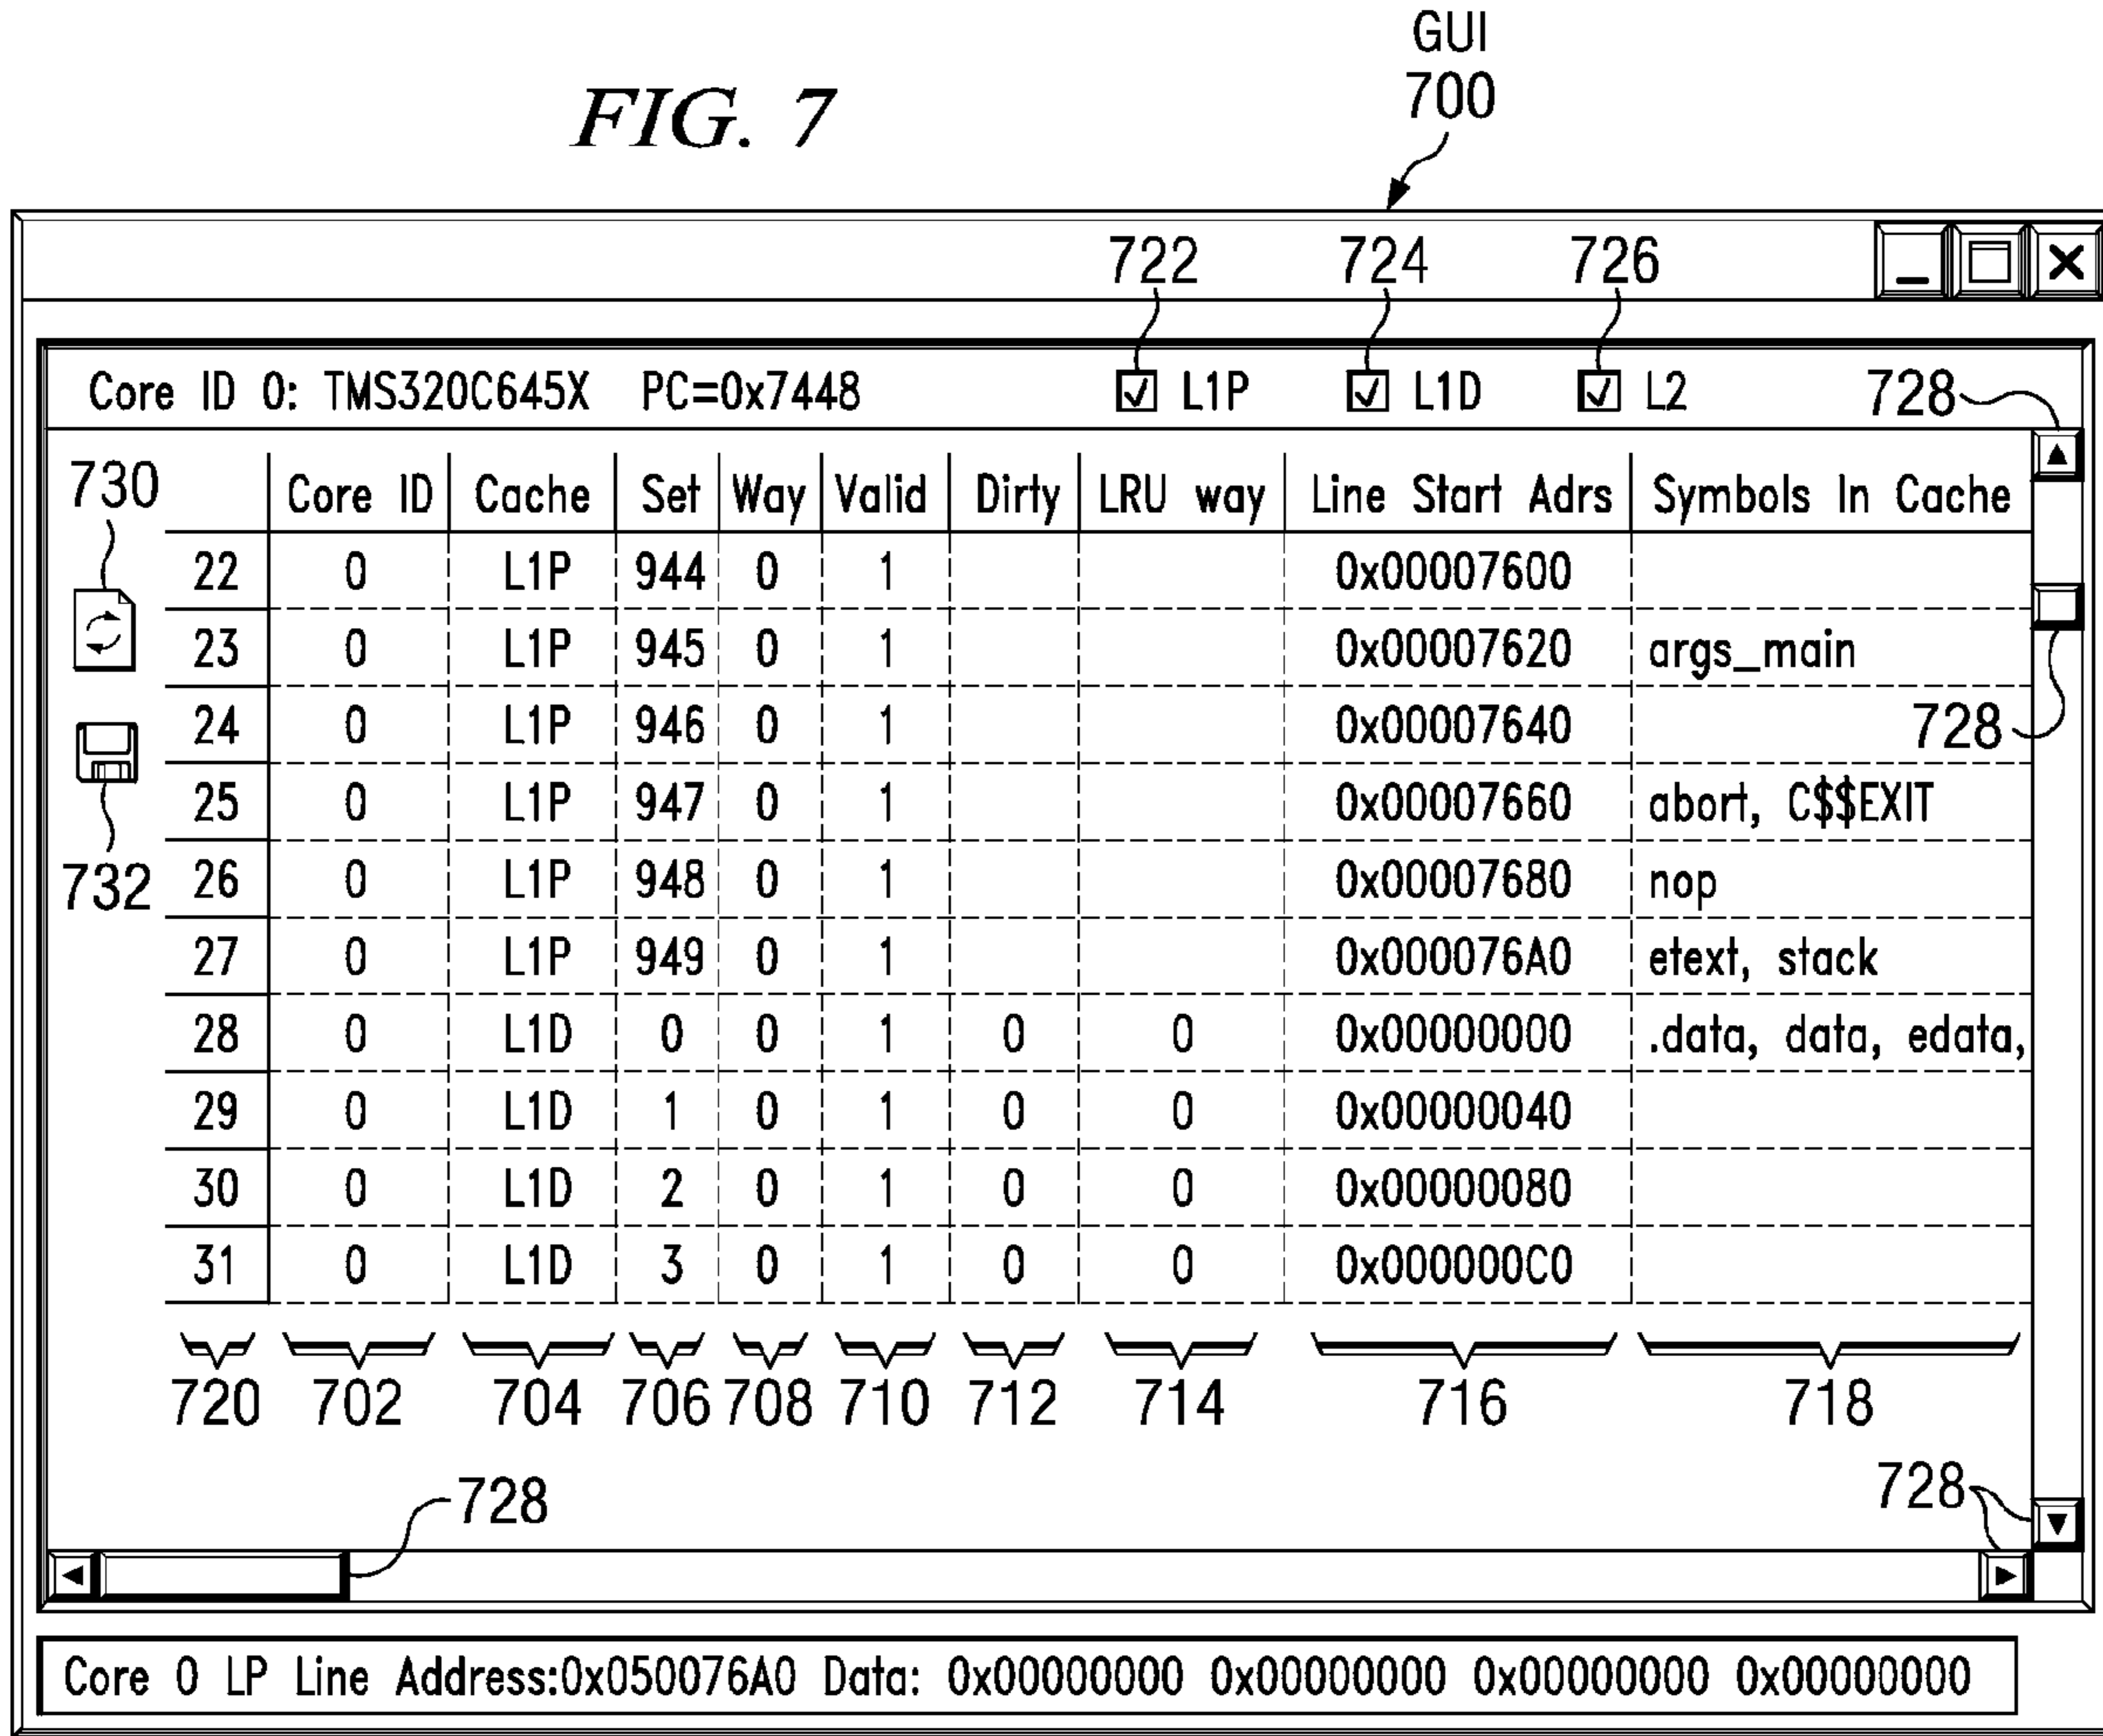 GUI
700
FIG. 7
722 724 726
Core ID 0: TMS320C645X PC=0x7448 L1P L1D L2 728
730 Core ID Cache Set Way Valid Dirty LRU way Line Start Adrs Symbols In Cache
22 0 L1P 944 0 1 0x00007600
23 0 L1P 945 0 1 0x00007620 args_main
24 0 L1P 946 0 1 0x00007640 728
25 0 L1P 947 0 1 0x00007660 abort, C$$EXIT
732 26 0 L1P 948 0 1 0x00007680 nop
27 0 L1P 949 0 1 0x000076A0 etext, stack
28 0 L1D 0 0 1 0 0 0x00000000 .data, data, edata,
29 0 L1D 1 0 1 0 0 0x00000040
30 0 L1D 2 0 1 0 0 0x00000080
31 0 L1D 3 0 1 0 0 0x000000C0
720 702 704 706 708 710 712 714 716 718
728 728
Core 0 LP Line Address:0x050076A0 Data: 0x00000000 0x00000000 0x00000000 0x00000000